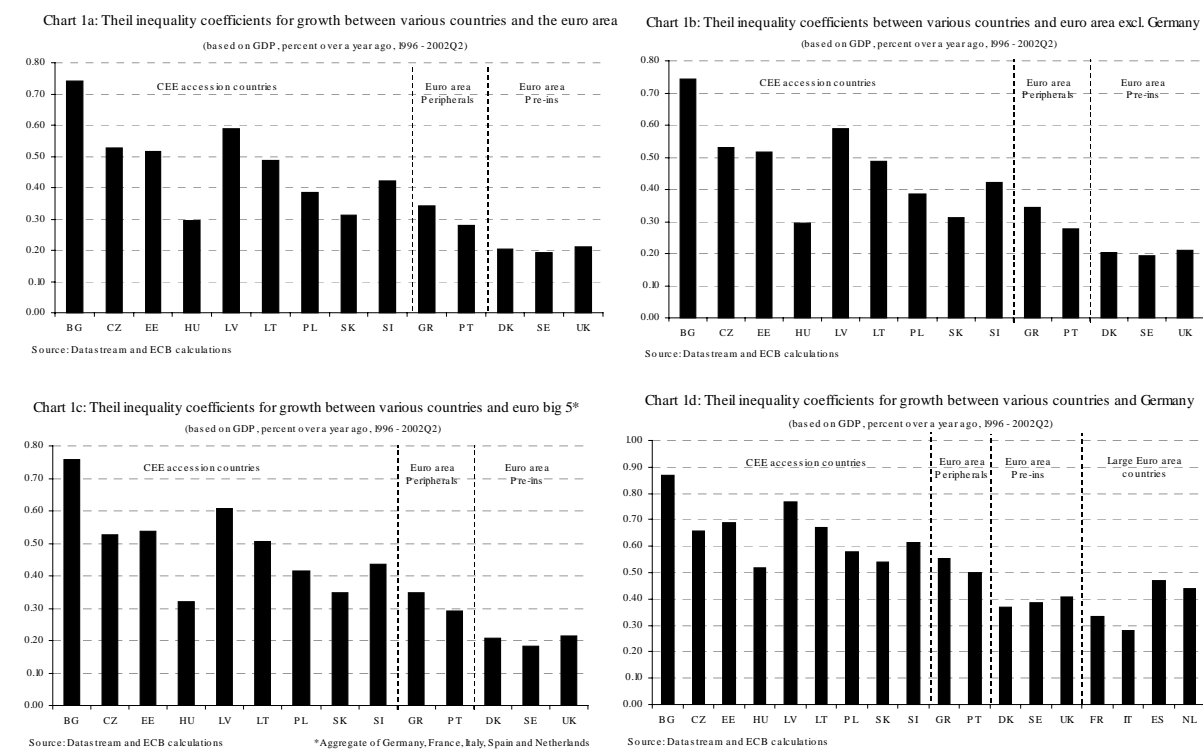 Chart 1a: Theil inequality coefficients for growth between various countries and the euro area
(based on GDP, percent over a year ago, 1996 - 2002Q2)
0.80
0.70
0.60
0.50
0.40
0.30
0.20
0.10
0.00
CEE accession countries
Euro area
Peripherals
Euro area
Pre-ins
BG CZ EE HU LV LT PL SK SI GR PT DK SE UK
Source: Datastream and ECB calculations
Chart 1b: Theil inequality coefficients between various countries and euro area excl. Germany
(based on GDP, percent over a year ago, 1996 - 2002Q2)
0.80
0.70
0.60
0.50
0.40
0.30
0.20
0.10
0.00
CEE accession countries
Euro area
Peripherals
Euro area
Pre-ins
BG CZ EE HU LV LT PL SK SI GR PT DK SE UK
Source: Datastream and ECB calculations
Chart 1c: Theil inequality coefficients for growth between various countries and euro big 5*
(based on GDP, percent over a year ago, 1996 - 2002Q2)
0.80
0.70
0.60
0.50
0.40
0.30
0.20
0.10
0.00
CEE accession countries
Euro area
Peripherals
Euro area
Pre-ins
BG CZ EE HU LV LT PL SK SI GR PT DK SE UK
Source: Datastream and ECB calculations *Aggregate of Germany, France, Italy, Spain and Netherlands
Chart 1d: Theil inequality coefficients for growth between various countries and Germany
(based on GDP, percent over a year ago, 1996 - 2002Q2)
1.00
0.90
0.80
0.70
0.60
0.50
0.40
0.30
0.20
0.10
0.00
CEE accession countries
Euro area
Peripherals
Euro area
Pre-ins
Large Euro area
countries
BG CZ EE HU LV LT PL SK SI GR PT DK SE UK FR IT ES NL
Source: Datastream and ECB calculations